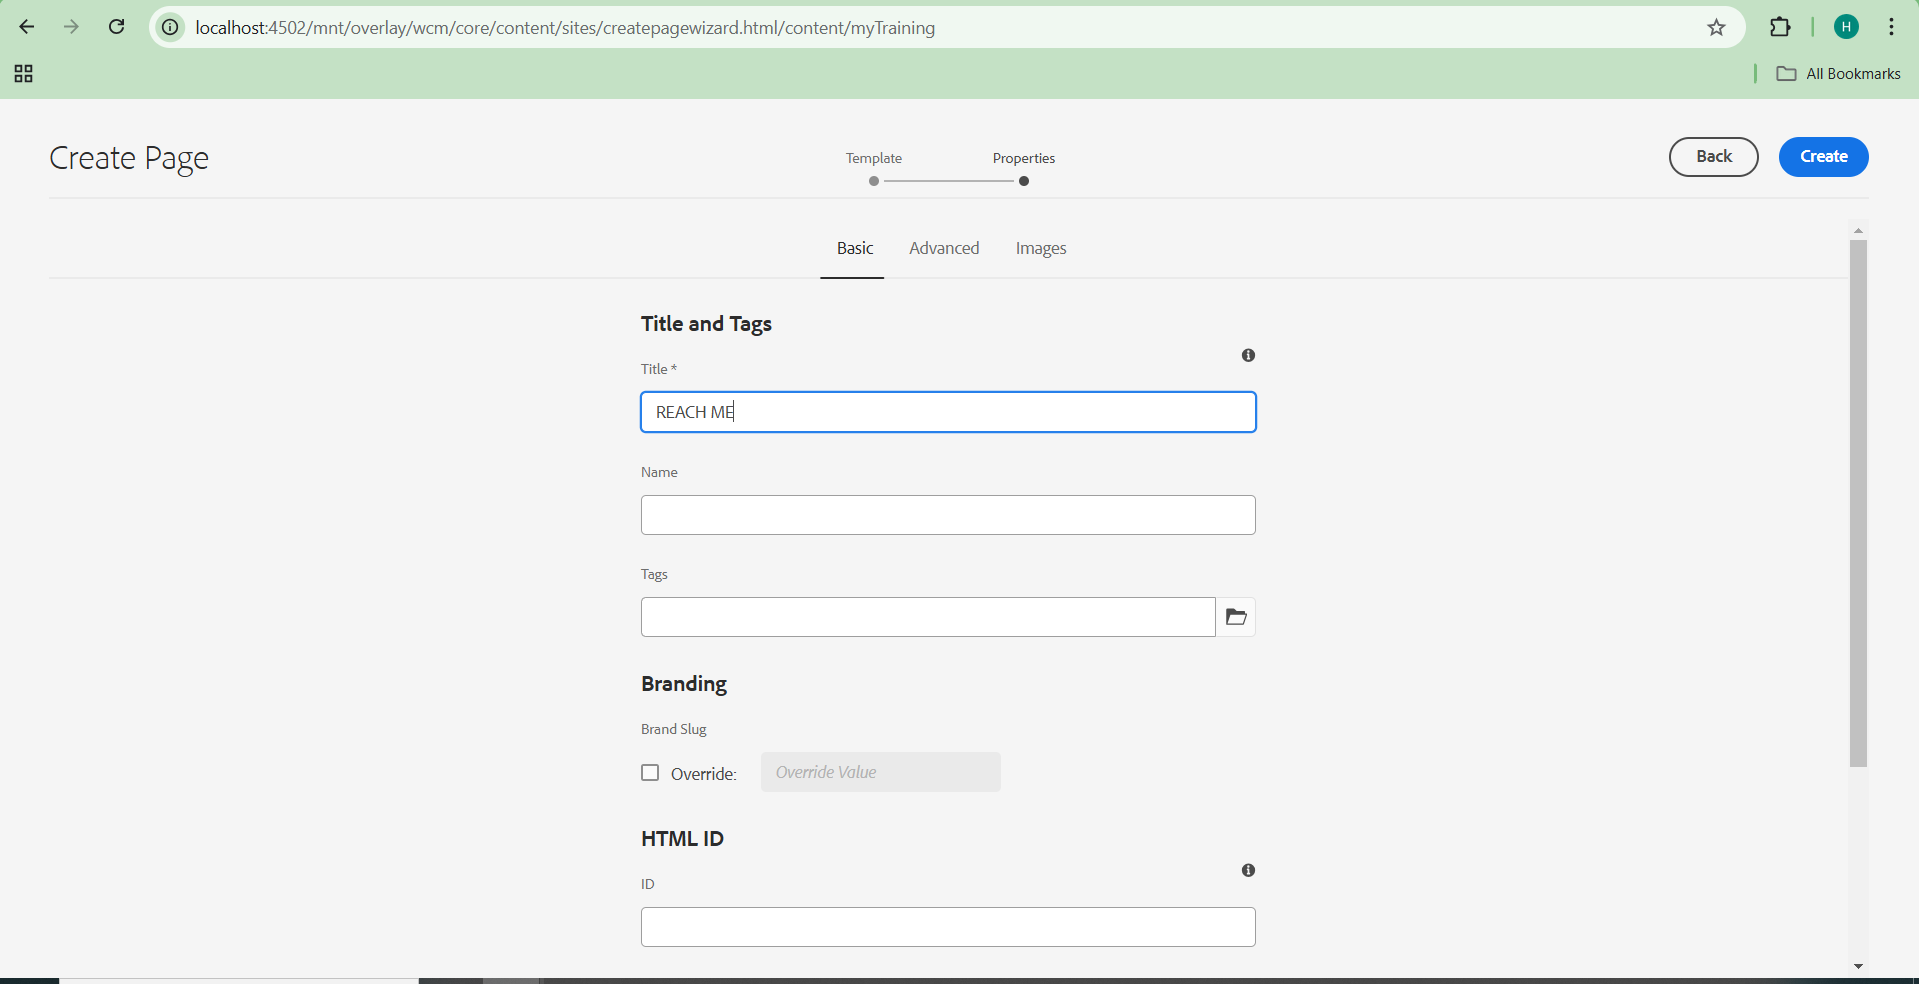 localhost:4502/mnt/overlay/wcm/core/content/sites/createpagewizard.html/content/myTraining
H
All Bookmarks
Create Page
Template
Properties
Back
Create
Basic
Advanced
Images
Title and Tags
Title *
REACH ME
Name
Tags
Branding
Brand Slug
Override:
Override Value
HTML ID
ID